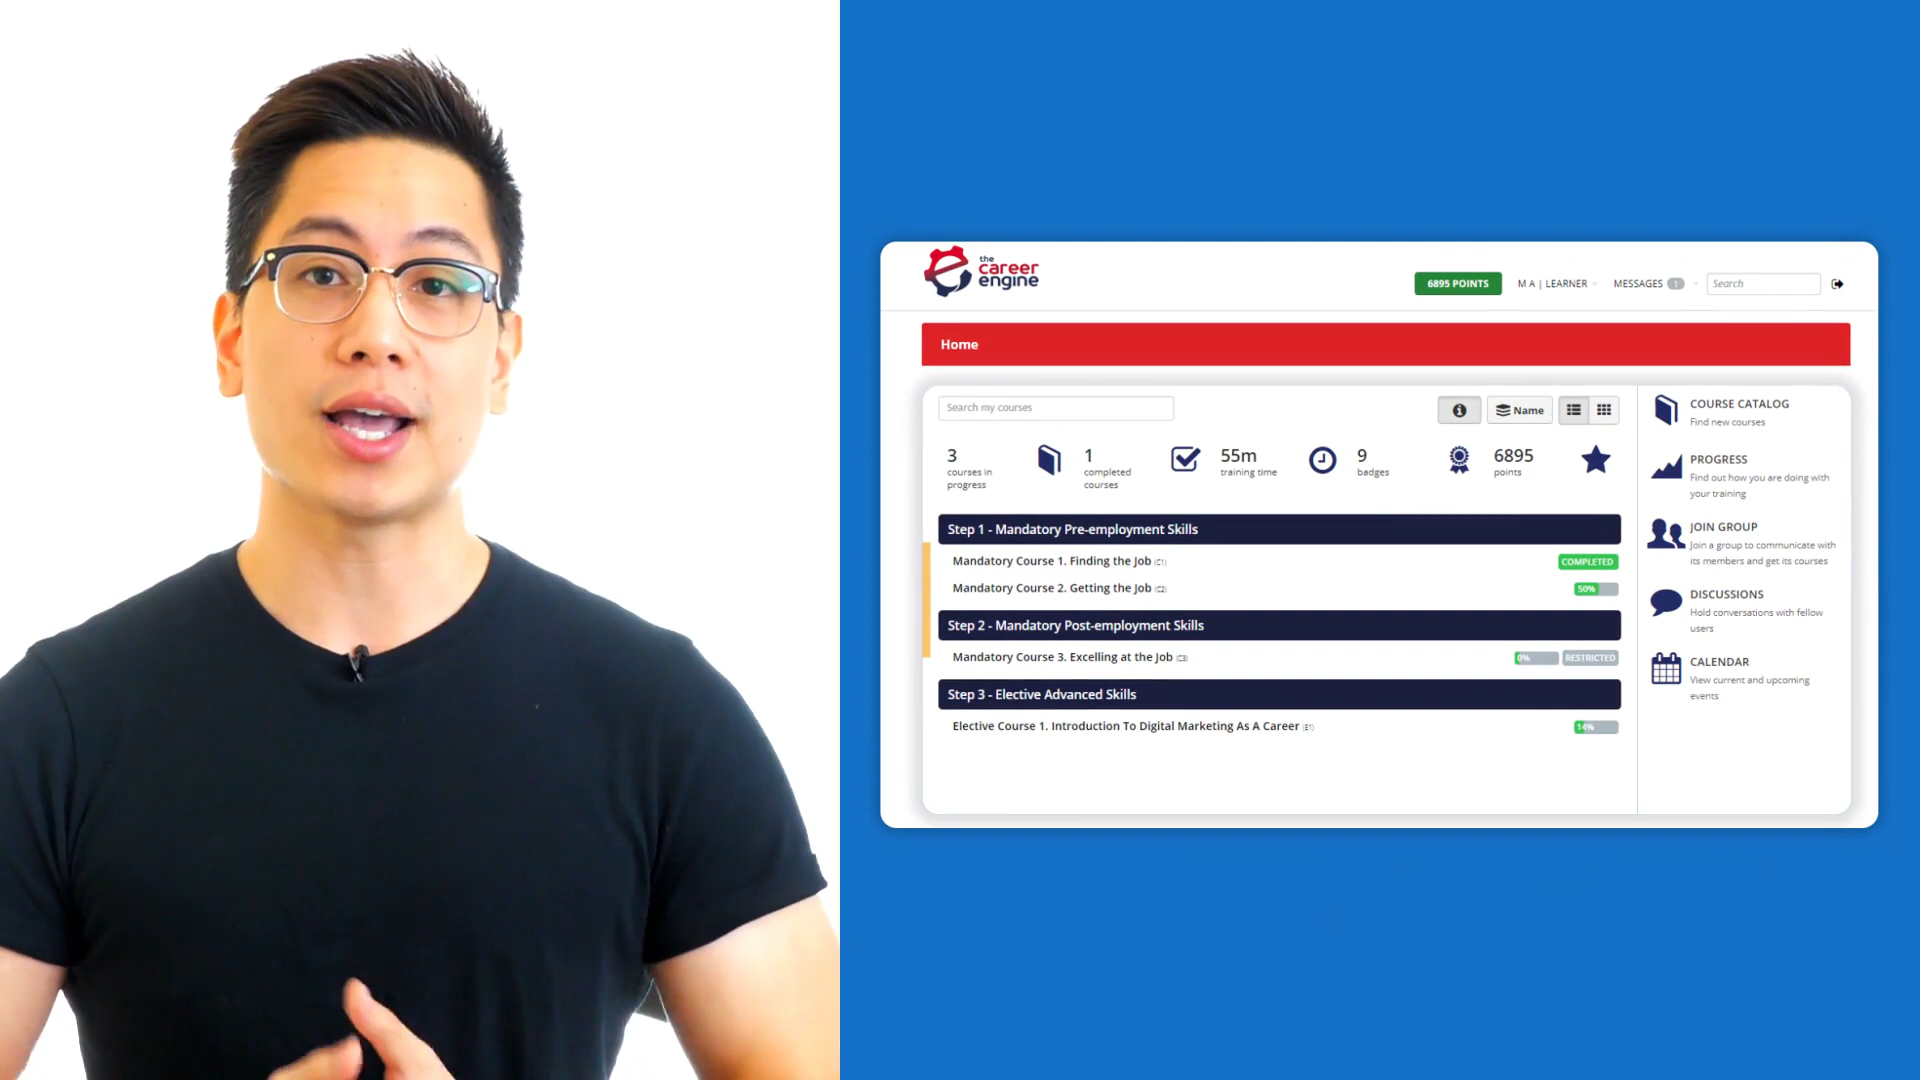 the
career
engine
6895 POINTS
M A | LEARNER
MESSAGES 1
Search
Home
Search my courses
Name
3
courses in
progress
1
completed
courses
55m
training time
9
badges
6895
points
Step 1 - Mandatory Pre-employment Skills
Mandatory Course 1. Finding the Job (C1)
COMPLETED
Mandatory Course 2. Getting the Job (C2)
50%
Step 2 - Mandatory Post-employment Skills
Mandatory Course 3. Excelling at the Job (C3)
0%
RESTRICTED
Step 3 - Elective Advanced Skills
Elective Course 1. Introduction To Digital Marketing As A Career (E1)
14%
COURSE CATALOG
Find new courses
PROGRESS
Find out how you are doing with
your training
JOIN GROUP
Join a group to communicate with
its members and get its courses
DISCUSSIONS
Hold conversations with fellow
users
CALENDAR
View current and upcoming
events